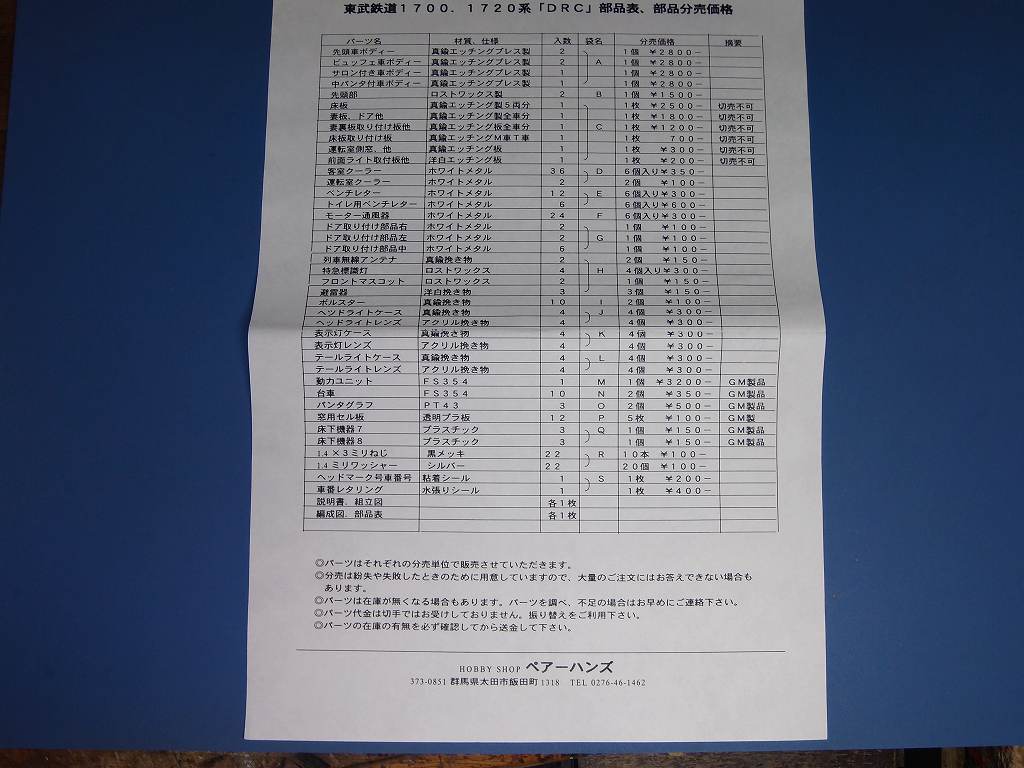 東武鉄道１７００．１７２０系「ＤＲＣ」部品表、部品分売価格
パーツ名 材質、仕様 入数 袋名 分売価格 摘要
先頭車ボディー 真鍮エッチングプレス製 2 1個 ￥２８００－
ビュッフェ車ボディー 真鍮エッチングプレス製 2 A 1個 ￥２８００－
サロン付き車ボディー 真鍮エッチングプレス製 1 1個 ￥２８００－
中パンタ付車ボディー 真鍮エッチングプレス製 1 1個 ￥２８００－
先頭部 ロストワックス製 2 B 1個 ￥１５００－
床板 真鍮エッチング製５両分 1 1枚 ￥２５００－ 切売不可
妻板、ドア他 真鍮エッチング製全車分 1 1枚 ￥１８００－ 切売不可
妻裏板取り付け板他 真鍮エッチング板全車分 1 C 1枚 ￥１２００－ 切売不可
床板取り付け板 真鍮エッチングＭ車Ｔ車 1 1枚 ７００－ 切売不可
運転室側窓、他 真鍮エッチング板 1 1枚 ￥３００－ 切売不可
前面ライト取付板他 洋白エッチング板 1 1枚 ￥２００－ 切売不可
客室クーラー ホワイトメタル 36 D 6個入り￥３５０－
運転室クーラー ホワイトメタル 2 2個 ￥１００－
ベンチレター ホワイトメタル 12 E 6個入り￥３００－
トイレ用ベンチレター ホワイトメタル 6 6個入り￥６００－
モーター通風器 ホワイトメタル 24 F 6個入り￥３００－
ドア取り付け部品右 ホワイトメタル 2 1個 ￥１００－
ドア取り付け部品左 ホワイトメタル 2 G 1個 ￥１００－
ドア取り付け部品中 ホワイトメタル 6 1個 ￥１００－
列車無線アンテナ 真鍮挽き物 2 2個 ￥１５０－
特急標識灯 ロストワックス 4 H 4個入り￥３００－
フロントマスコット ロストワックス 2 1個 ￥１５０－
避雷器 洋白挽き物 3 3個 ￥１５０－
ボルスター 真鍮挽き物 10 I 2個 ￥１００－
ヘツドライトケース 真鍮挽き物 4 J 4個 ￥３００－
ヘッドライトレンズ アクリル挽き物 4 4個 ￥３００－
表示灯ケース 真鍮挽き物 4 K 4個 ￥３００－
表示灯レンズ アクリル挽き物 4 4個 ￥３００－
テールライトケース 真鍮挽き物 4 L 4個 ￥３００－
テールライトレンズ アクリル挽き物 4 4個 ￥３００－
動力ユニット ＦＳ３５４ 1 M 1個 ￥３２００－ ＧＭ製品
台車 ＦＳ３５４ 10 N 2個 ￥３５０－ ＧＭ製品
パンタグラフ ＰＴ４３ 3 O 2個 ￥５００－ ＧＭ製品
窓用セル板 透明プラ板 12 P 5枚 ￥１００－ ＧＭ製
床下機器７ プラスチック 3 Q 1個 ￥１５０－ ＧＭ製品
床下機器８ プラスチック 3 1個 ￥１５０－ ＧＭ製品
1.4×３ミリねじ 黒メッキ 22 R １０本 ￥１００－
1.4ミリワッシャー シルバー 22 ２０個 ￥１００－
ヘッドマーク号車番号 粘着シール 1 S 1枚 ￥２００－
車番レタリング 水張りシール 1 1枚 ￥４００－
説明書．組立図 各１枚
編成図．部品表 各１枚
◎パーツはそれぞれの分売単位で販売させていただきます。
◎分売は紛失や失敗したときのために用意していますので、大量のご注文にはお答えできない場合も
あります。
◎パーツは在庫が無くなる場合もあります。パーツを調べ、不足の場合はお早めにご連絡下さい。
◎パーツ代金は切手ではお受けしておりません。振り替えをご利用下さい。
◎パーツの在庫の有無を必ず確認してから送金して下さい。
HOBBY SHOP ペアーハンズ
373-0851 群馬県太田市飯田町1318 TEL 0276-46-1462